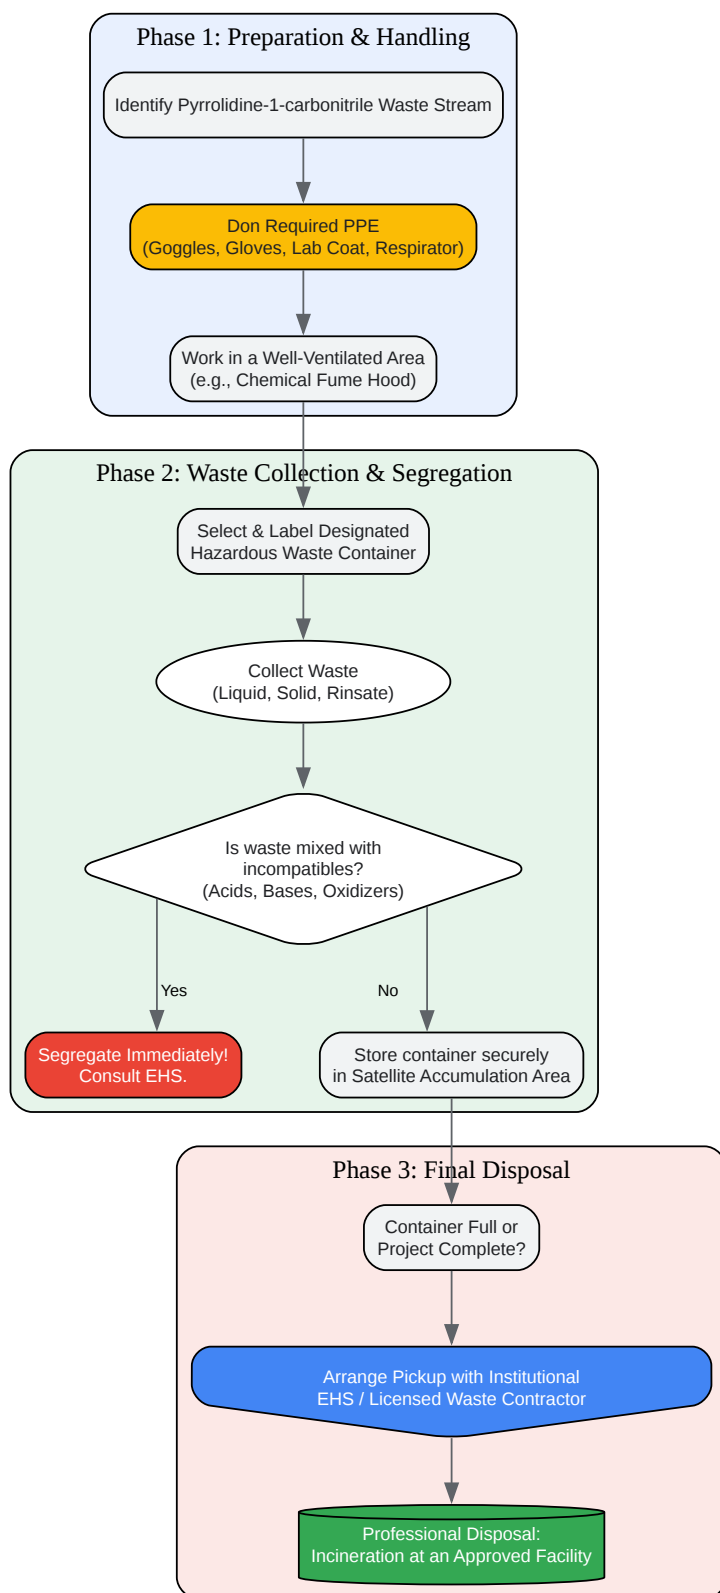 Phase 1: Preparation & Handling
Identify Pyrrolidine-1-carbonitrile Waste Stream
Don Required PPE
(Goggles, Gloves, Lab Coat, Respirator)
Work in a Well-Ventilated Area
(e.g., Chemical Fume Hood)
Phase 2: Waste Collection & Segregation
Select & Label Designated
Hazardous Waste Container
Collect Waste
(Liquid, Solid, Rinsate)
Is waste mixed with
incompatibles?
(Acids, Bases, Oxidizers)
Yes
No
Segregate Immediately!
Consult EHS.
Store container securely
in Satellite Accumulation Area
Phase 3: Final Disposal
Container Full or
Project Complete?
Arrange Pickup with Institutional
EHS / Licensed Waste Contractor
Professional Disposal:
Incineration at an Approved Facility